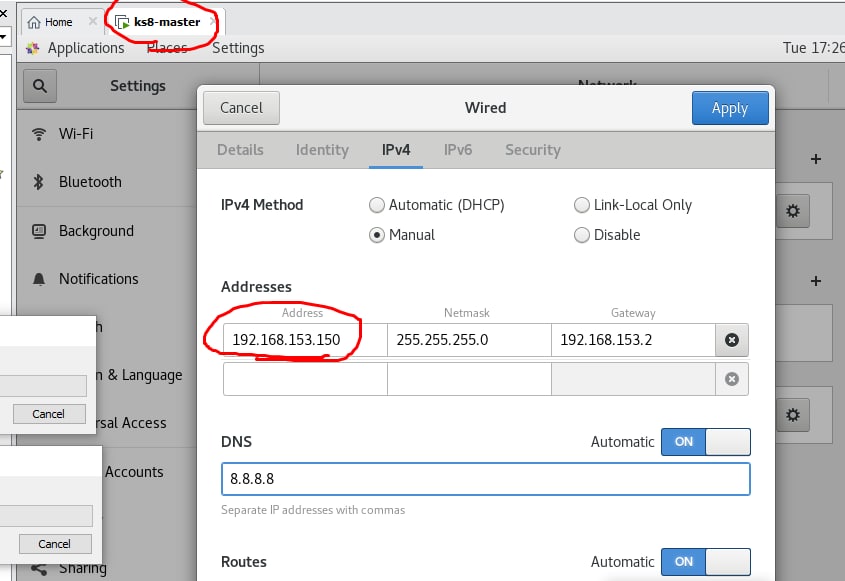 Home
ks8-master
Applications Places Settings Tue 17:26
Settings
Cancel Wired Apply
Details Identity IPv4 IPv6 Security
Wi-Fi
Bluetooth
Background
Notifications
n & Language
rsal Access
Accounts
Sharing
Cancel
Cancel
IPv4 Method Automatic (DHCP) Link-Local Only
Manual Disable
Addresses
Address Netmask Gateway
192.168.153.150 255.255.255.0 192.168.153.2
DNS Automatic ON
8.8.8.8
Separate IP addresses with commas
Routes Automatic ON